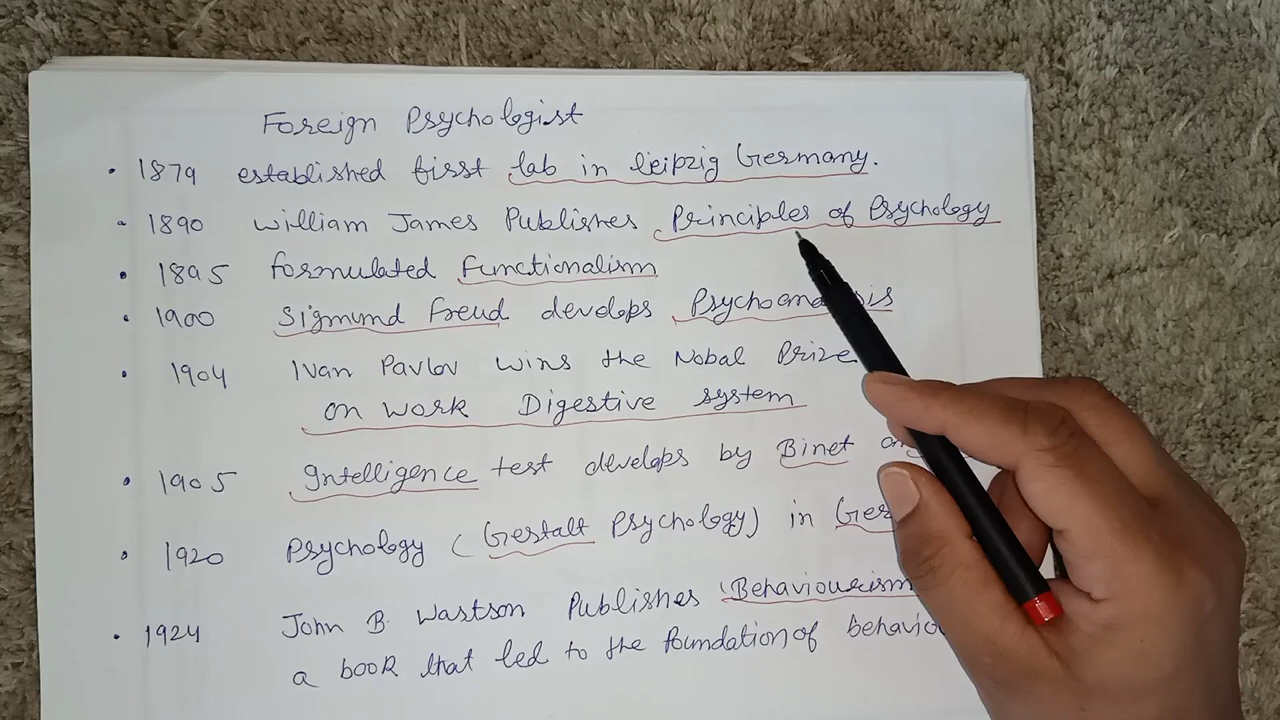 Foreign Psychologist
• 1879 established first lab in leipzig Germany.
• 1890 William James Publishes Principles of Psychology
• 1895 formulated functionalism
• 1900 Sigmund freud develops
• 1904 Ivan Pavlov wins the Nobal Prize
on work Digestive system
• 1905 Intelligence test develops by Binet
• 1920 Psychology (Gestalt Psychology) in
• 1924 John B. Wastson Publishes Behaviourism
a book that led to the foundation of